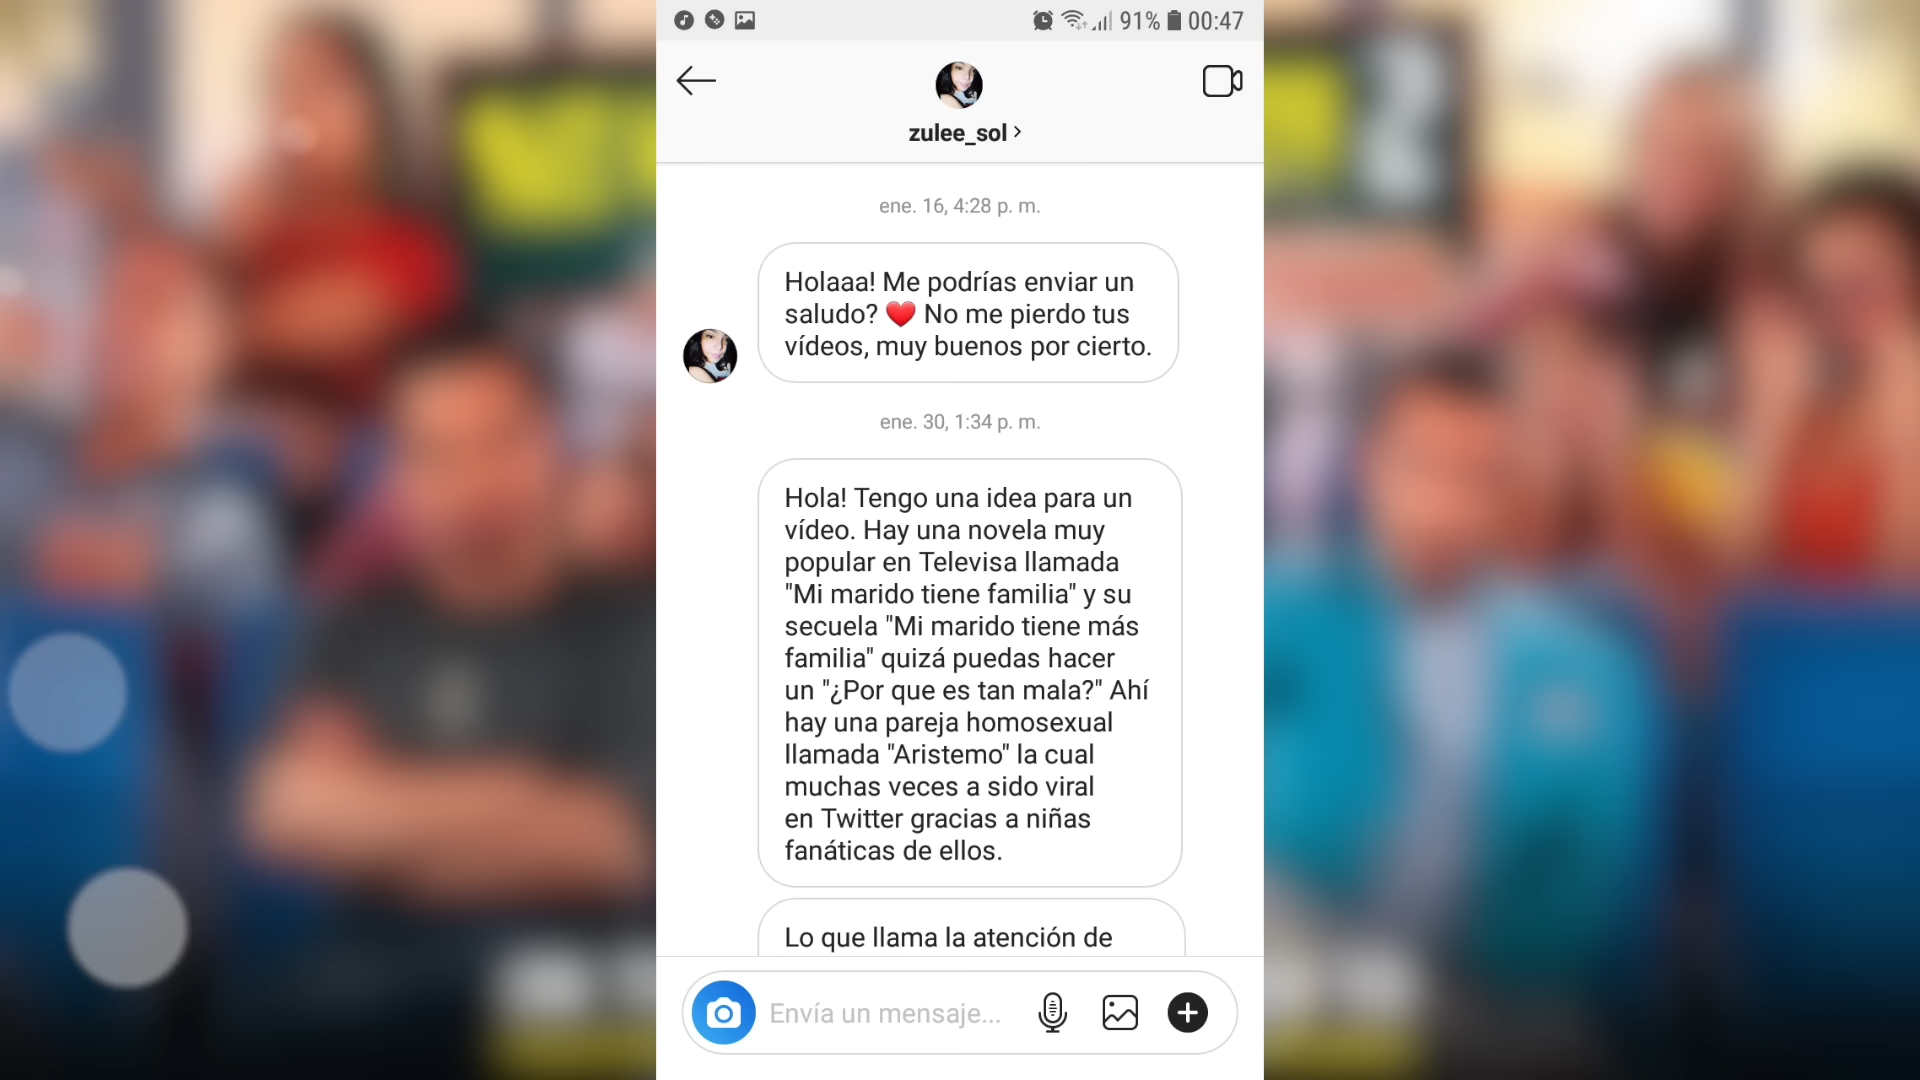 91% 00:47
zulee_sol
ene. 16, 4:28 p. m.
Holaaa! Me podrías enviar un
saludo? ❤️ No me pierdo tus
vídeos, muy buenos por cierto.
ene. 30, 1:34 p. m.
Hola! Tengo una idea para un
vídeo. Hay una novela muy
popular en Televisa llamada
"Mi marido tiene familia" y su
secuela "Mi marido tiene más
familia" quizá puedas hacer
un "¿Por que es tan mala?" Ahí
hay una pareja homosexual
llamada "Aristemo" la cual
muchas veces a sido viral
en Twitter gracias a niñas
fanáticas de ellos.
Lo que llama la atención de
Envía un mensaje...